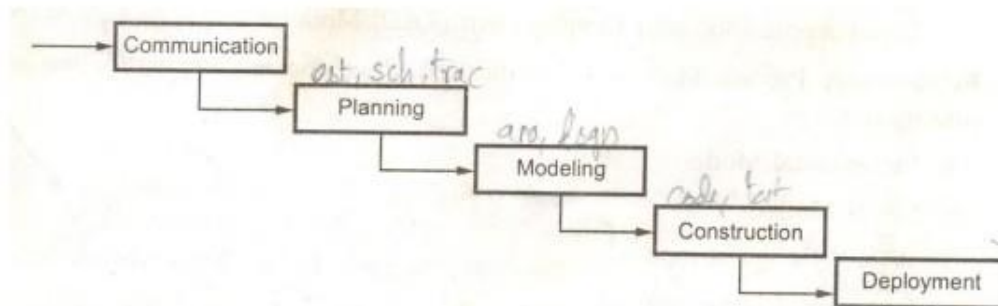 Communication
est, sch, trac
Planning
Modeling
code, test
Construction
Deployment